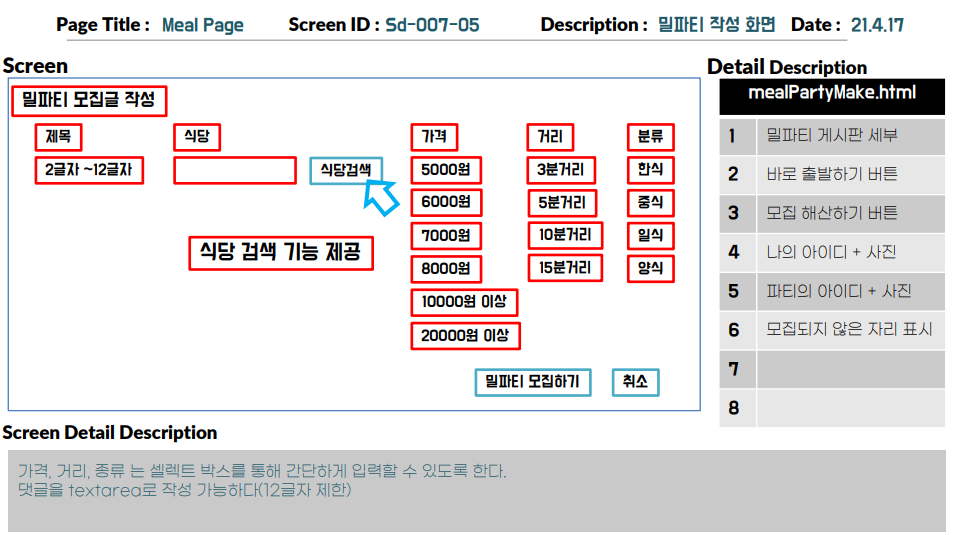 Page Title : Meal Page Screen ID : Sd-007-05 Description : 밀파티 작성 화면 Date : 21.4.17
Screen
밀파티 모집글 작성
제목 식당 가격 거리 분류
2글자 ~12글자 식당검색 5000원 3분거리 한식
6000원 5분거리 중식
식당 검색 기능 제공
7000원 10분거리 일식
8000원 15분거리 양식
10000원 이상
20000원 이상
밀파티 모집하기 취소
Detail Description
mealPartyMake.html
1 밀파티 게시판 세부
2 바로 출발하기 버튼
3 모집 해산하기 버튼
4 나의 아이디 + 사진
5 파티의 아이디 + 사진
6 모집되지 않은 자리 표시
7
8
Screen Detail Description
가격, 거리, 종류 는 셀렉트 박스를 통해 간단하게 입력할 수 있도록 한다.
댓글을 textarea로 작성 가능하다(12글자 제한)